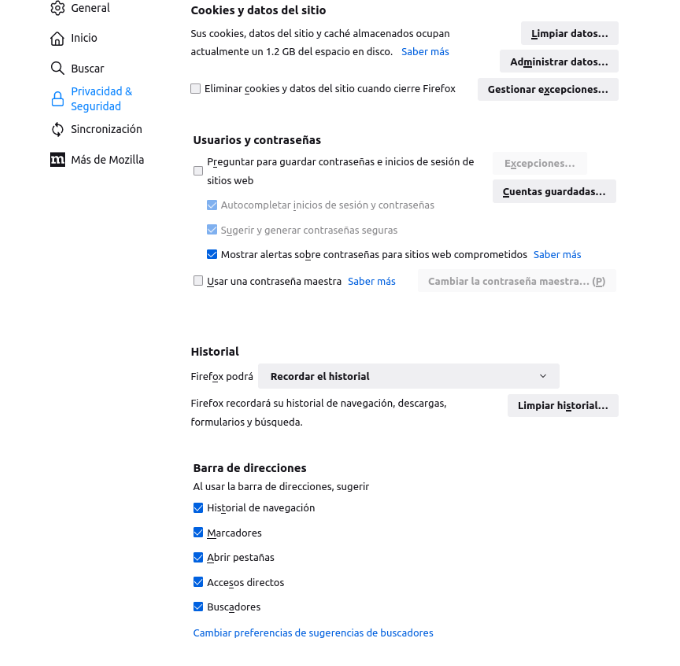 General
Inicio
Buscar
Privacidad &
Seguridad
Sincronización
Más de Mozilla
Cookies y datos del sitio
Sus cookies, datos del sitio y caché almacenados ocupan
actualmente un 1.2 GB del espacio en disco. Saber más
Limpiar datos...
Administrar datos...
Eliminar cookies y datos del sitio cuando cierre Firefox
Gestionar excepciones...
Usuarios y contraseñas
Preguntar para guardar contraseñas e inicios de sesión de
sitios web
Excepciones...
Cuentas guardadas...
Autocompletar inicios de sesión y contraseñas
Sugerir y generar contraseñas seguras
Mostrar alertas sobre contraseñas para sitios web comprometidos Saber más
Usar una contraseña maestra Saber más
Cambiar la contraseña maestra... (P)
Historial
Firefox podrá Recordar el historial
Firefox recordará su historial de navegación, descargas,
formularios y búsqueda.
Limpiar historial...
Barra de direcciones
Al usar la barra de direcciones, sugerir
Historial de navegación
Marcadores
Abrir pestañas
Accesos directos
Buscadores
Cambiar preferencias de sugerencias de buscadores